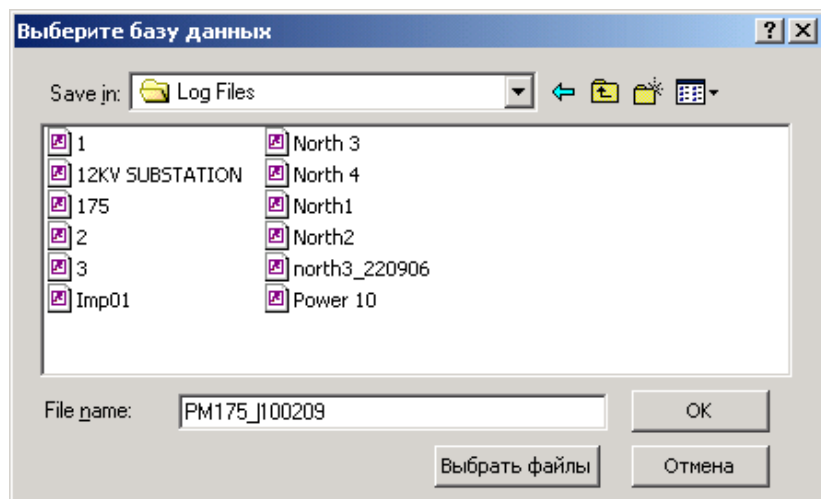 Выберите базу данных
Save in: Log Files
1 North 3
12KV SUBSTATION North 4
175 North1
2 North2
3 north3_220906
Imp01 Power 10
File name: PM175_J100209 OK
Выбрать файлы Отмена